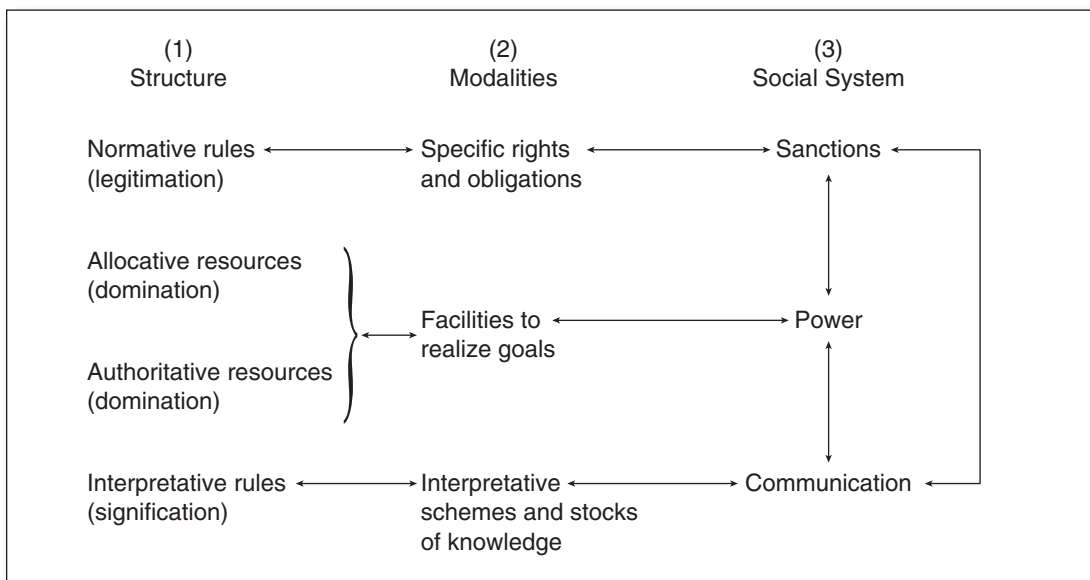 (1)
Structure
(2)
Modalities
(3)
Social System
Normative rules
(legitimation)
Specific rights
and obligations
Sanctions
Allocative resources
(domination)
Authoritative resources
(domination)
Facilities to
realize goals
Power
Interpretative rules
(signification)
Interpretative
schemes and stocks
of knowledge
Communication